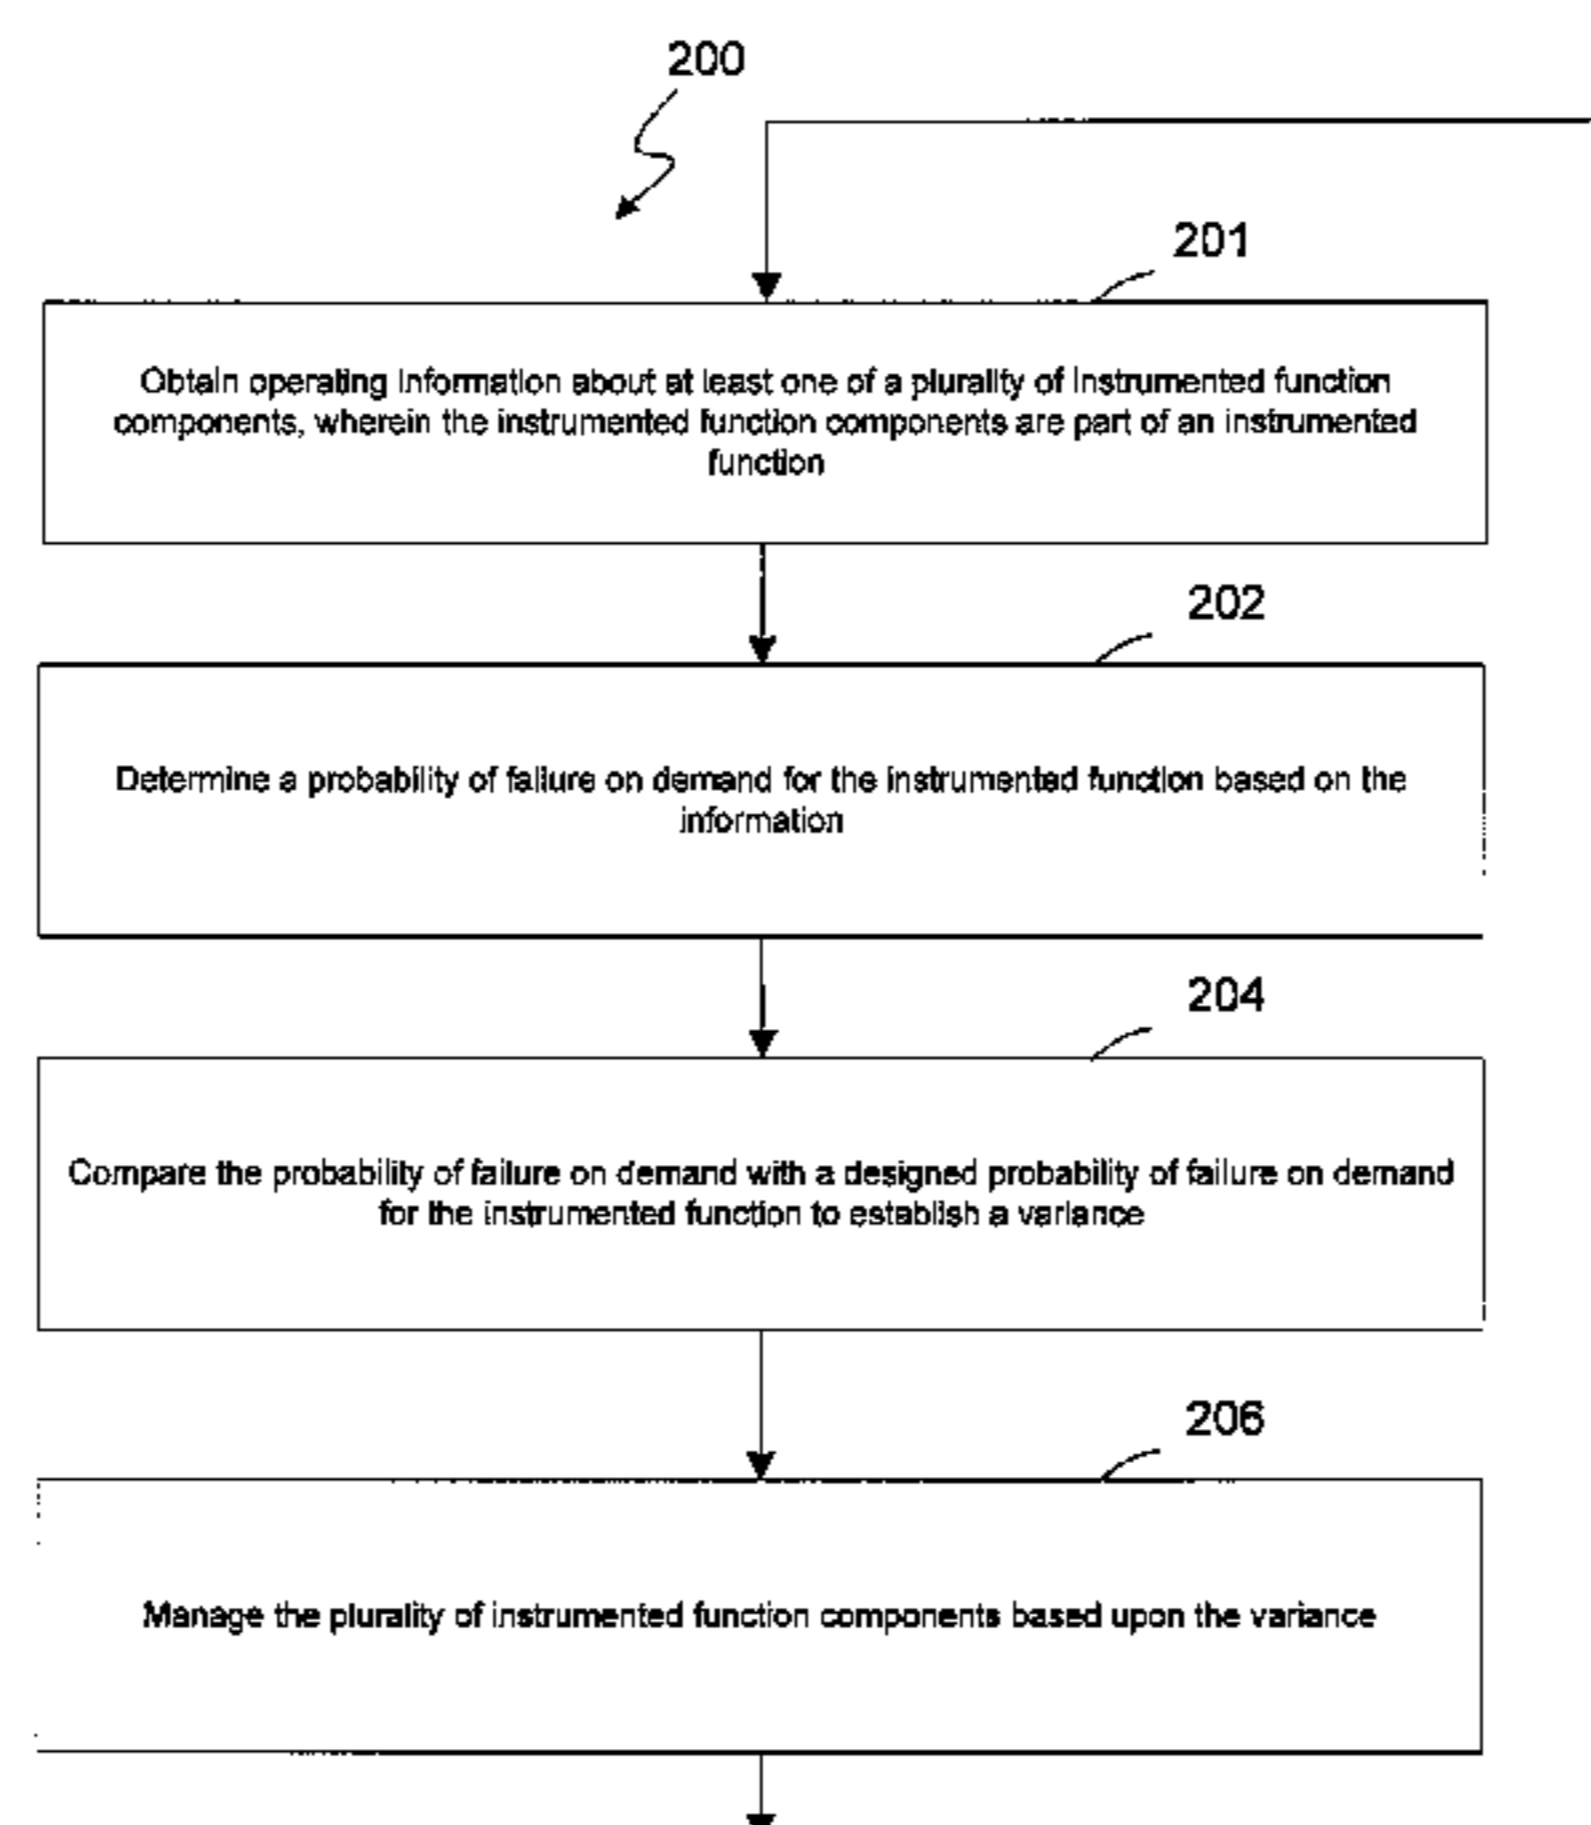 200
201
Obtain operating information about at least one of a plurality of instrumented function
components, wherein the instrumented function components are part of an instrumented
function
202
Determine a probability of failure on demand for the instrumented function based on the
information
204
Compare the probability of failure on demand with a designed probability of failure on demand
for the instrumented function to establish a variance
206
Manage the plurality of instrumented function components based upon the variance